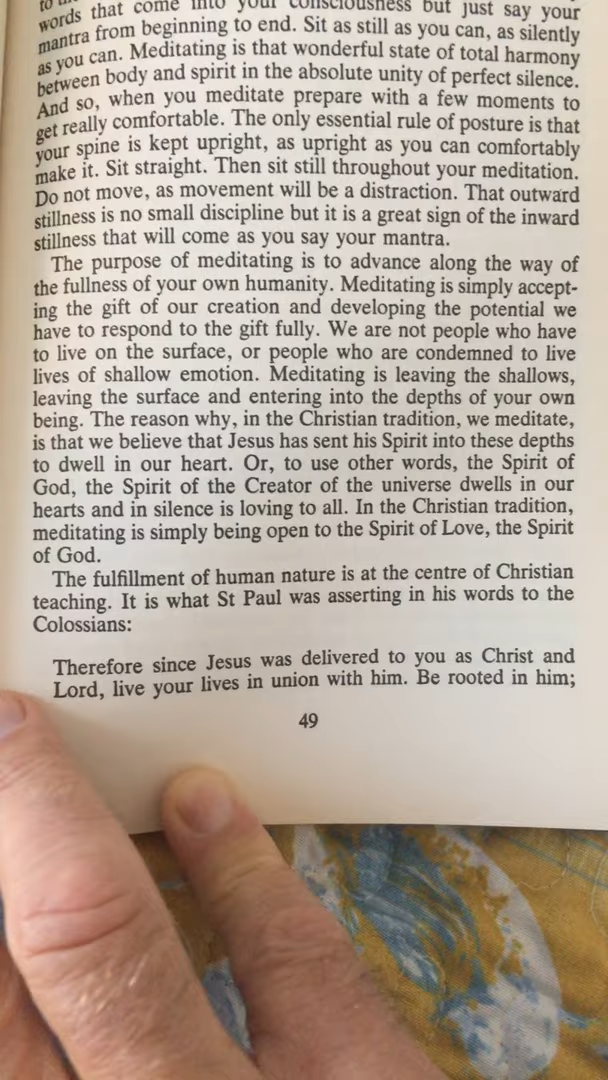 words that come into your consciousness but just say your
mantra from beginning to end. Sit as still as you can, as silently
as you can. Meditating is that wonderful state of total harmony
between body and spirit in the absolute unity of perfect silence.
And so, when you meditate prepare with a few moments to
get really comfortable. The only essential rule of posture is that
your spine is kept upright, as upright as you can comfortably
make it. Sit straight. Then sit still throughout your meditation.
Do not move, as movement will be a distraction. That outward
stillness is no small discipline but it is a great sign of the inward
stillness that will come as you say your mantra.
The purpose of meditating is to advance along the way of
the fullness of your own humanity. Meditating is simply accept-
ing the gift of our creation and developing the potential we
have to respond to the gift fully. We are not people who have
to live on the surface, or people who are condemned to live
lives of shallow emotion. Meditating is leaving the shallows,
leaving the surface and entering into the depths of your own
being. The reason why, in the Christian tradition, we meditate,
is that we believe that Jesus has sent his Spirit into these depths
to dwell in our heart. Or, to use other words, the Spirit of
God, the Spirit of the Creator of the universe dwells in our
hearts and in silence is loving to all. In the Christian tradition,
meditating is simply being open to the Spirit of Love, the Spirit
of God.
The fulfillment of human nature is at the centre of Christian
teaching. It is what St Paul was asserting in his words to the
Colossians:
Therefore since Jesus was delivered to you as Christ and
Lord, live your lives in union with him. Be rooted in him;
49